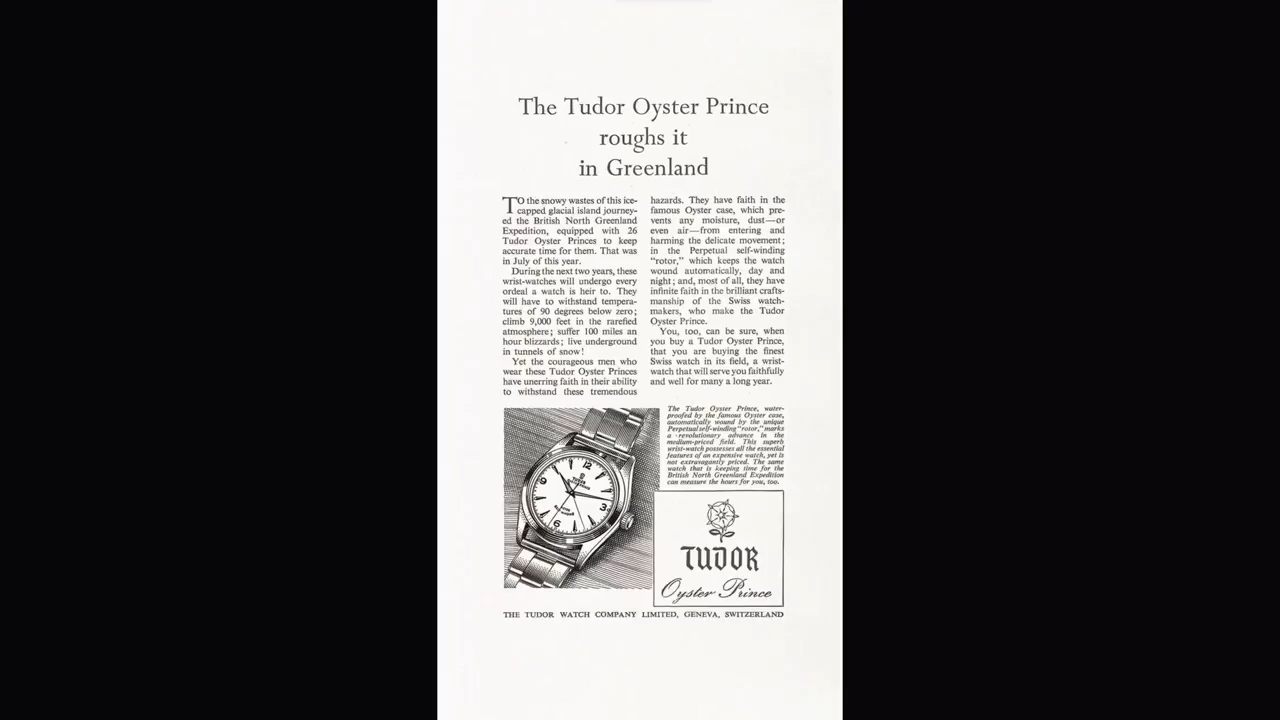 The Tudor Oyster Prince
roughs it
in Greenland
TO the snowy wastes of this ice-
capped glacial island journey-
ed the British North Greenland
Expedition, equipped with 26
Tudor Oyster Princes to keep
accurate time for them. That was
in July of this year.
During the next two years, these
wrist-watches will undergo every
ordeal a watch is heir to. They
will have to withstand tempera-
tures of 90 degrees below zero;
climb 9,000 feet in the rarefied
atmosphere; suffer 100 miles an
hour blizzards; live underground
in tunnels of snow!
Yet the courageous men who
wear these Tudor Oyster Princes
have unerring faith in their ability
to withstand these tremendous
hazards. They have faith in the
famous Oyster case, which pre-
vents any moisture, dust—or
even air—from entering and
harming the delicate movement;
in the Perpetual self-winding
"rotor," which keeps the watch
wound automatically, day and
night; and, most of all, they have
infinite faith in the brilliant crafts-
manship of the Swiss watch-
makers, who make the Tudor
Oyster Prince.
You, too, can be sure, when
you buy a Tudor Oyster Prince,
that you are buying the finest
Swiss watch in its field, a wrist-
watch that will serve you faithfully
and well for many a long year.
The Tudor Oyster Prince, water-
proofed by the famous Oyster case,
automatically wound by the unique
Perpetual self-winding "rotor," marks
a revolutionary advance in the
medium-priced field. This superb
wrist-watch possesses all the essential
features of an expensive watch, yet is
not extravagantly priced. The same
watch that is keeping time for the
British North Greenland Expedition
can measure the hours for you, too.
12
9
3
6
TUDOR
TUDOR
Oyster Prince
THE TUDOR WATCH COMPANY LIMITED, GENEVA, SWITZERLAND